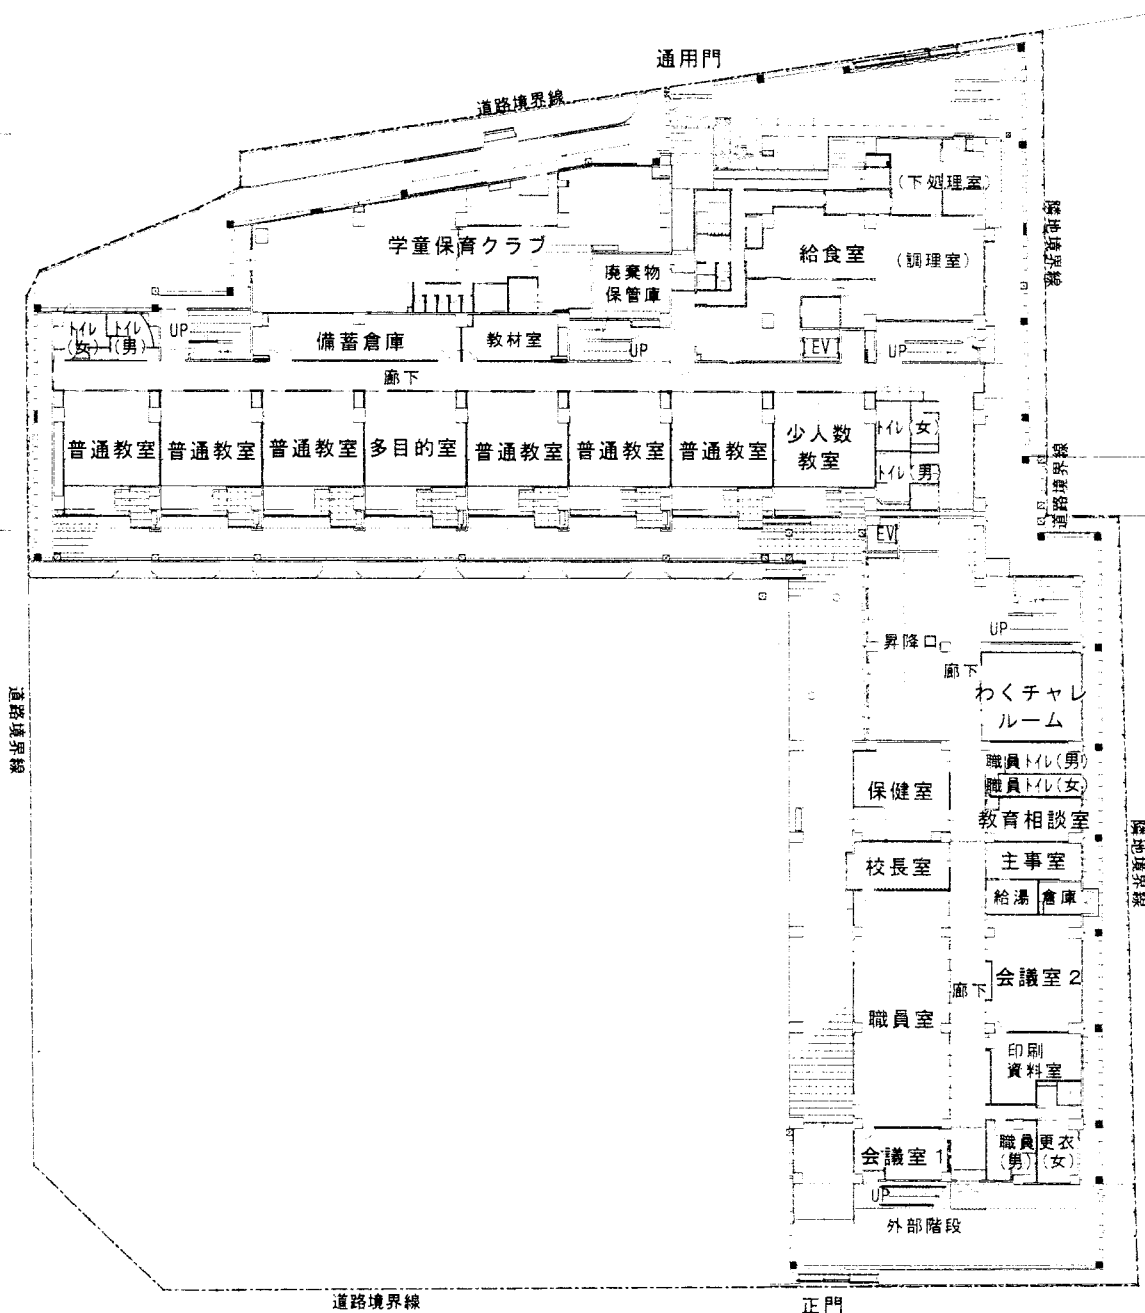 通用門
道路境界線
(下処理室)
隣地境界線
学童保育クラブ
給食室
(調理室)
廃棄物
保管庫
トイレ
(女)
トイレ
(男)
UP
備蓄倉庫
教材室
UP
EV
UP
廊下
普通教室
普通教室
普通教室
多目的室
普通教室
普通教室
普通教室
少人数
教室
トイレ(女)
トイレ(男)
道路境界線
EV
昇降口
UP
廊下
わくチャレ
ルーム
道路境界線
職員トイレ(男)
職員トイレ(女)
保健室
教育相談室
隣地境界線
校長室
主事室
給湯
倉庫
会議室2
廊下
職員室
印刷
資料室
会議室1
職員更衣
(男)(女)
UP
外部階段
道路境界線
正門